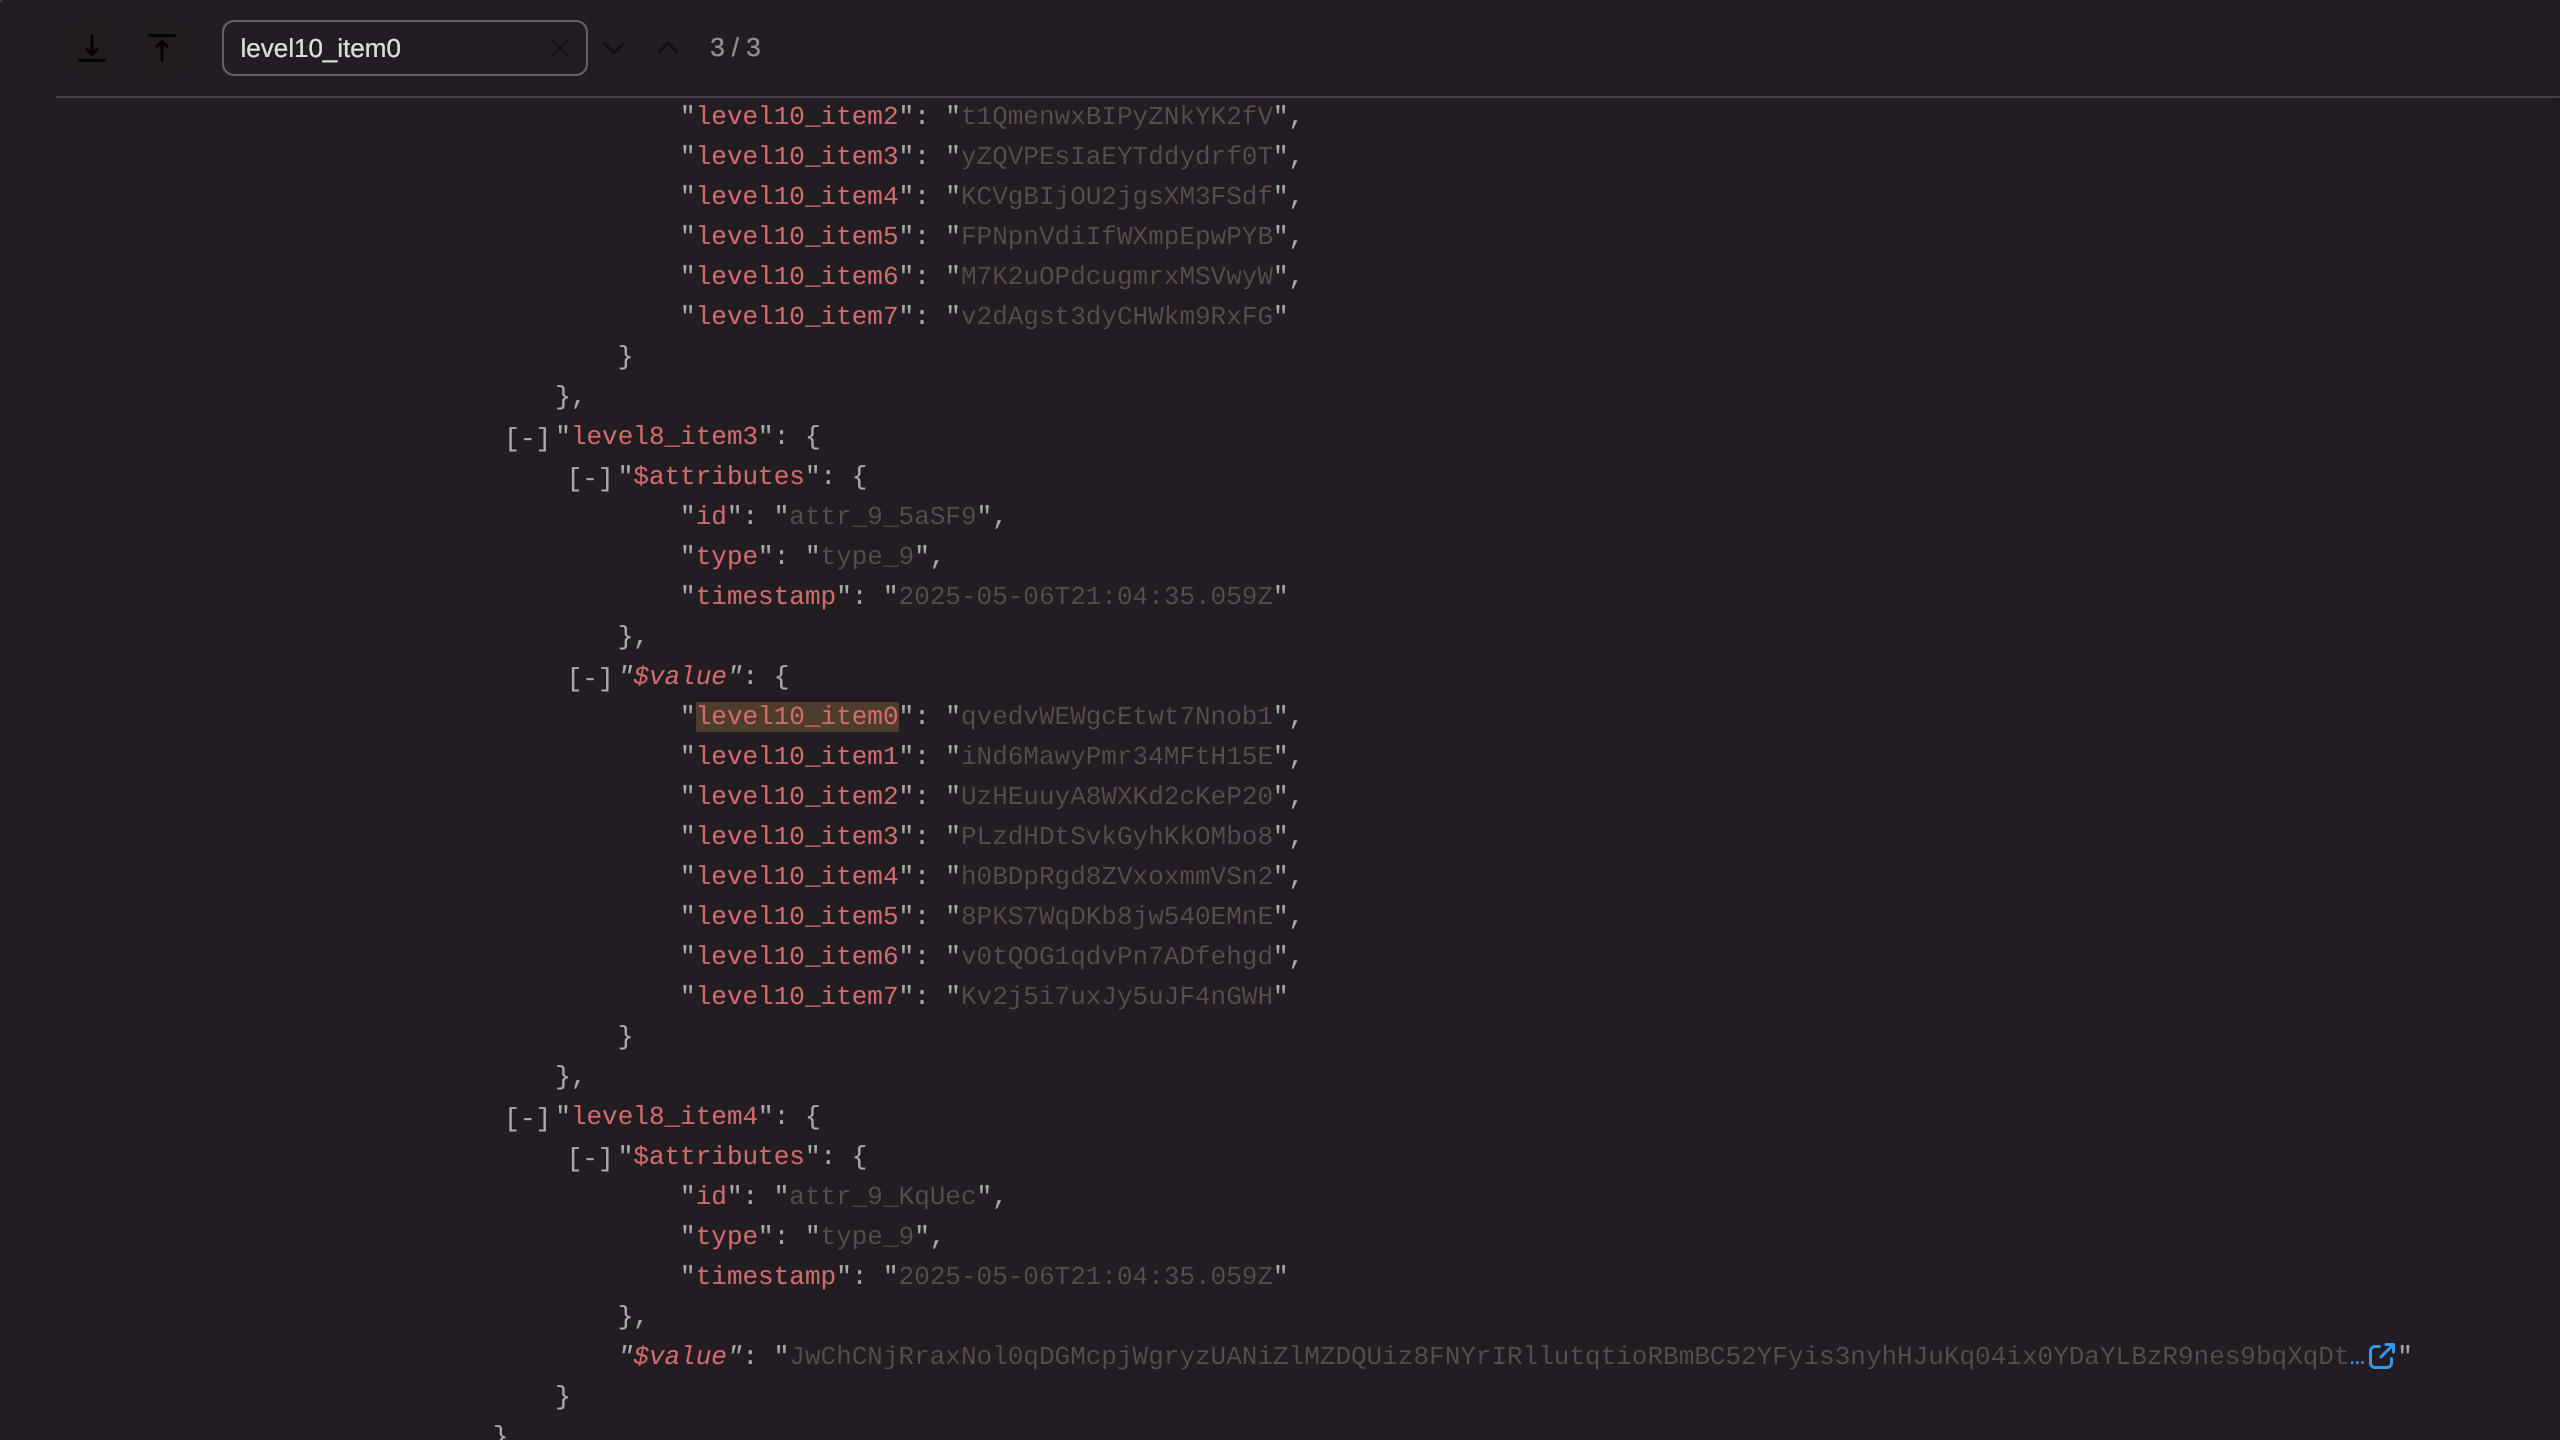 level10_item0 3 / 3
"level10_item2": "t1QmenwxBIPyZNkYK2fV",
"level10_item3": "yZQVPEsIaEYTddydrf0T",
"level10_item4": "KCVgBIjOU2jgsXM3FSdf",
"level10_item5": "FPNpnVdiIfWXmpEpwPYB",
"level10_item6": "M7K2uOPdcugmrxMSVwyW",
"level10_item7": "v2dAgst3dyCHWkm9RxFG"
}
},
[-]"level8_item3": {
[-]"$attributes": {
"id": "attr_9_5aSF9",
"type": "type_9",
"timestamp": "2025-05-06T21:04:35.059Z"
},
[-]"$value": {
"level10_item0": "qvedvWEWgcEtwt7Nnob1",
"level10_item1": "iNd6MawyPmr34MFtH15E",
"level10_item2": "UzHEuuyA8WXKd2cKeP20",
"level10_item3": "PLzdHDtSvkGyhKkOMbo8",
"level10_item4": "h0BDpRgd8ZVxoxmmVSn2",
"level10_item5": "8PKS7WqDKb8jw540EMnE",
"level10_item6": "v0tQOG1qdvPn7ADfehgd",
"level10_item7": "Kv2j5i7uxJy5uJF4nGWH"
}
},
[-]"level8_item4": {
[-]"$attributes": {
"id": "attr_9_KqUec",
"type": "type_9",
"timestamp": "2025-05-06T21:04:35.059Z"
},
"$value": "JwChCNjRraxNol0qDGMcpjWgryzUANiZlMZDQUiz8FNYrIRllutqtioRBmBC52YFyis3nyhHJuKq04ix0YDaYLBzR9nes9bqXqDt…"
}
}